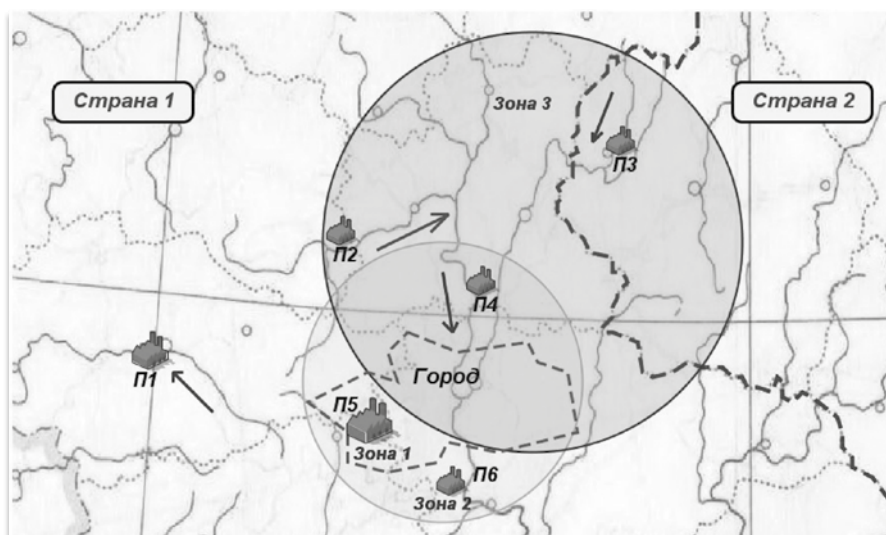 Страна 1
Зона 3
Страна 2
П3
П2
П4
П1
Город
П5
Зона 1
П6
Зона 2